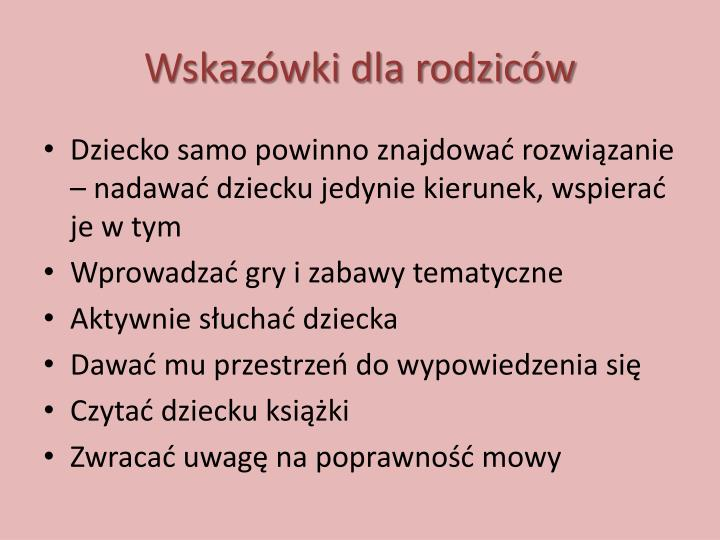 Wskazówki dla rodziców
• Dziecko samo powinno znajdować rozwiązanie
– nadawać dziecku jedynie kierunek, wspierać
je w tym
• Wprowadzać gry i zabawy tematyczne
• Aktywnie słuchać dziecka
• Dawać mu przestrzeń do wypowiedzenia się
• Czytać dziecku książki
• Zwracać uwagę na poprawność mowy